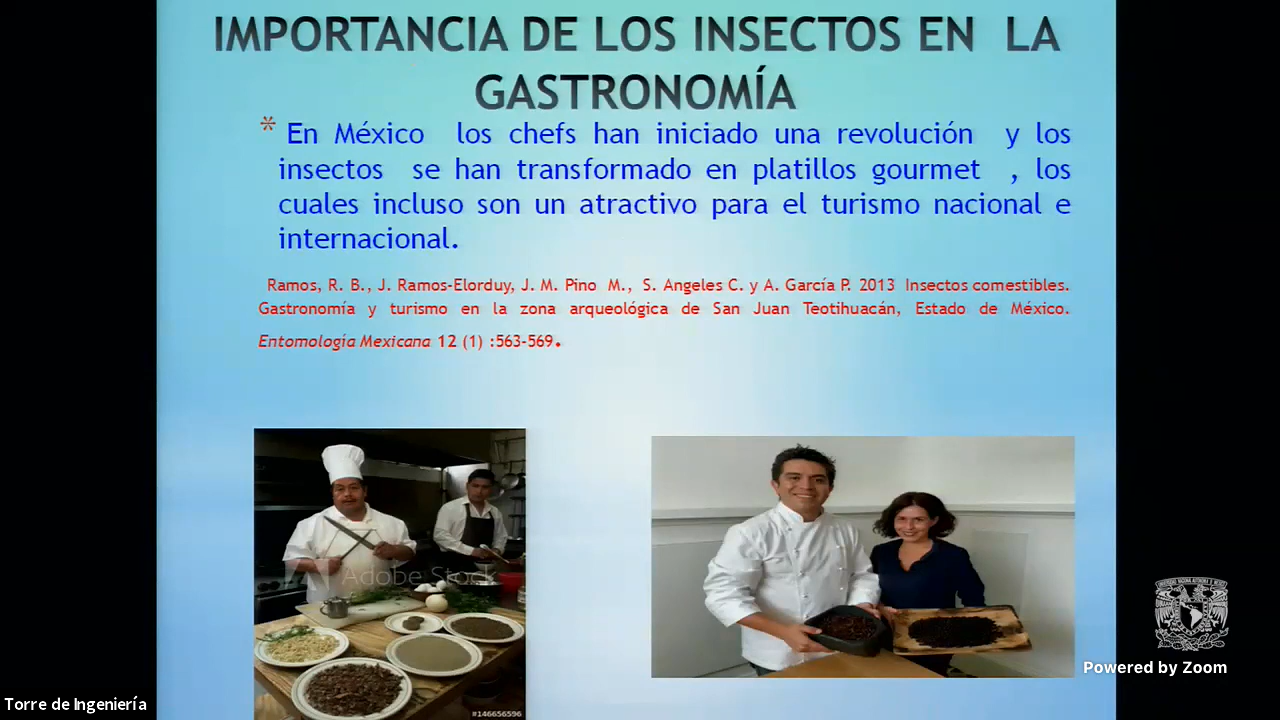 IMPORTANCIA DE LOS INSECTOS EN LA
GASTRONOMÍA
* En México los chefs han iniciado una revolución y los
insectos se han transformado en platillos gourmet , los
cuales incluso son un atractivo para el turismo nacional e
internacional.
Ramos, R. B., J. Ramos-Elorduy, J. M. Pino M., S. Angeles C. y A. García P. 2013 Insectos comestibles.
Gastronomía y turismo en la zona arqueológica de San Juan Teotihuacán, Estado de México.
Entomología Mexicana 12 (1) :563-569.
Adobe Stock
#146656596
Powered by Zoom
Torre de Ingeniería